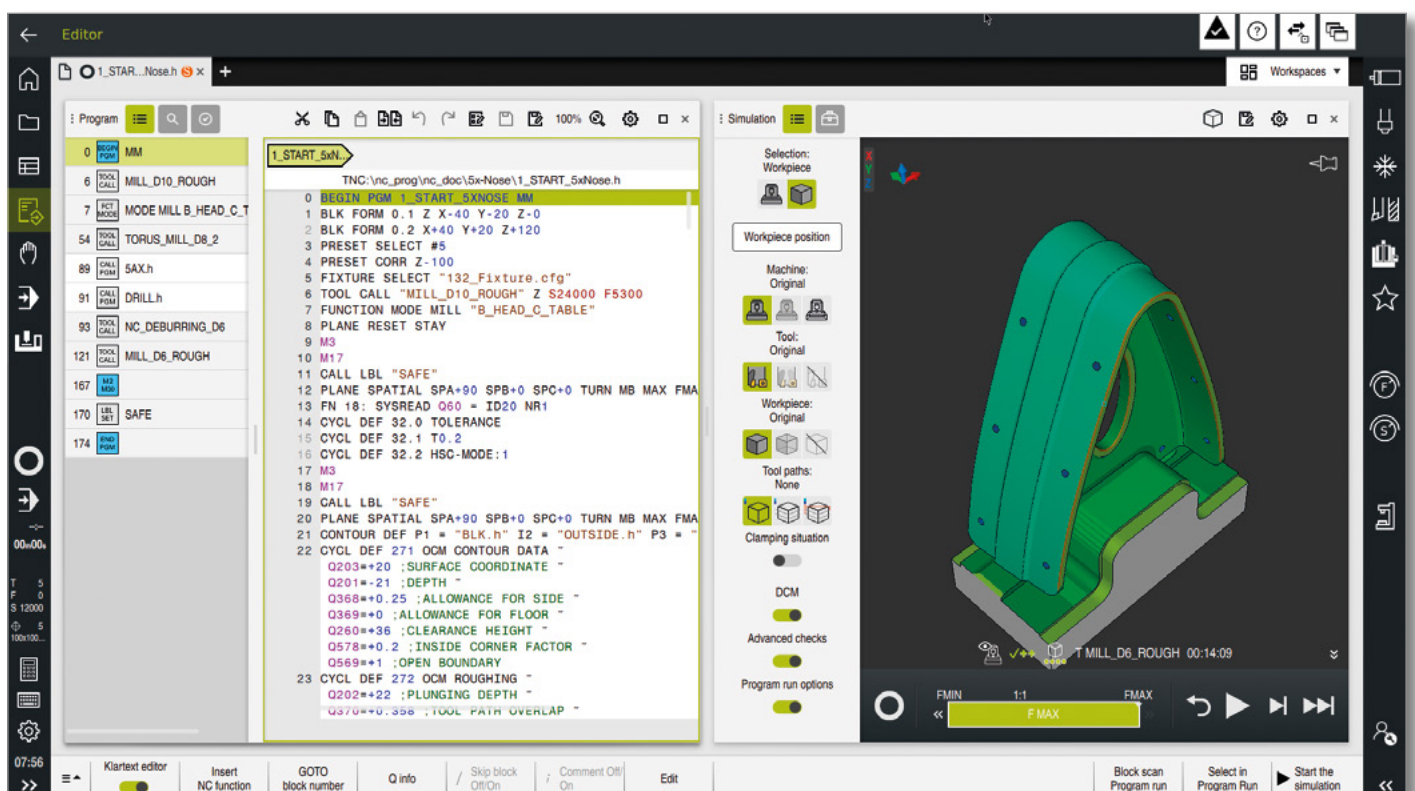 Editor
1_STAR...Nose.h
Workspaces
Program
100%
Simulation
0 BEGIN PGM MM
6 TOOL CALL MILL_D10_ROUGH
7 FCT MODE MODE MILL B_HEAD_C_T
54 TOOL CALL TORUS_MILL_D8_2
89 CALL PGM 5AX.h
91 CALL PGM DRILL.h
93 TOOL CALL NC_DEBURRING_D6
121 TOOL CALL MILL_D6_ROUGH
167 M2 M30
170 LBL SET SAFE
174 END PGM
1_START_5xN...
TNC:\nc_prog\nc_doc\5x-Nose\1_START_5xNose.h
0 BEGIN PGM 1_START_5XNOSE MM
1 BLK FORM 0.1 Z X-40 Y-20 Z-0
2 BLK FORM 0.2 X+40 Y+20 Z+120
3 PRESET SELECT #5
4 PRESET CORR Z-100
5 FIXTURE SELECT "132_Fixture.cfg"
6 TOOL CALL "MILL_D10_ROUGH" Z S24000 F5300
7 FUNCTION MODE MILL "B_HEAD_C_TABLE"
8 PLANE RESET STAY
9 M3
10 M17
11 CALL LBL "SAFE"
12 PLANE SPATIAL SPA+90 SPB+0 SPC+0 TURN MB MAX FMA
13 FN 18: SYSREAD Q60 = ID20 NR1
14 CYCL DEF 32.0 TOLERANCE
15 CYCL DEF 32.1 T0.2
16 CYCL DEF 32.2 HSC-MODE:1
17 M3
18 M17
19 CALL LBL "SAFE"
20 PLANE SPATIAL SPA+90 SPB+0 SPC+0 TURN MB MAX FMA
21 CONTOUR DEF P1 = "BLK.h" I2 = "OUTSIDE.h" P3 = "
22 CYCL DEF 271 OCM CONTOUR DATA ~
Q203=+20 ;SURFACE COORDINATE ~
Q201=-21 ;DEPTH ~
Q368=+0.25 ;ALLOWANCE FOR SIDE ~
Q369=+0 ;ALLOWANCE FOR FLOOR ~
Q260=+36 ;CLEARANCE HEIGHT ~
Q578=+0.2 ;INSIDE CORNER FACTOR ~
Q569=+1 ;OPEN BOUNDARY
23 CYCL DEF 272 OCM ROUGHING ~
Q202=+22 ;PLUNGING DEPTH ~
Q370=+0.358 ;TOOL PATH OVERLAP ~
Selection:
Workpiece
Workpiece position
Machine:
Original
Tool:
Original
Workpiece:
Original
Tool paths:
None
Clamping situation
DCM
Advanced checks
Program run options
X
Y
Z
T MILL_D6_ROUGH 00:14:09
FMIN 1:1 FMAX
F MAX
F
S
00m00s
T 5
F 0
S 12000
5
100x100...
07:56
Klartext editor
Insert
NC function
GOTO
block number
Q info
/ Skip block
Off/On
; Comment Off/
On
Edit
Block scan
Program run
Select in
Program Run
Start the
simulation